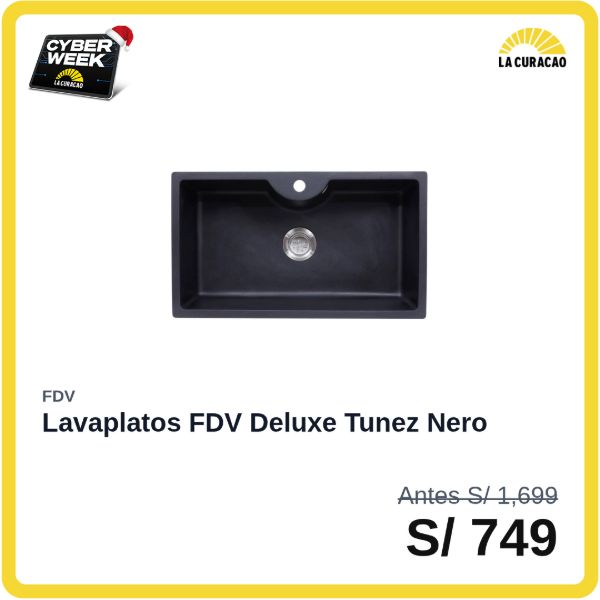 CYBER
WEEK
LA CURACAO
LA CURACAO
FDV
Lavaplatos FDV Deluxe Tunez Nero
Antes S/ 1,699
S/ 749